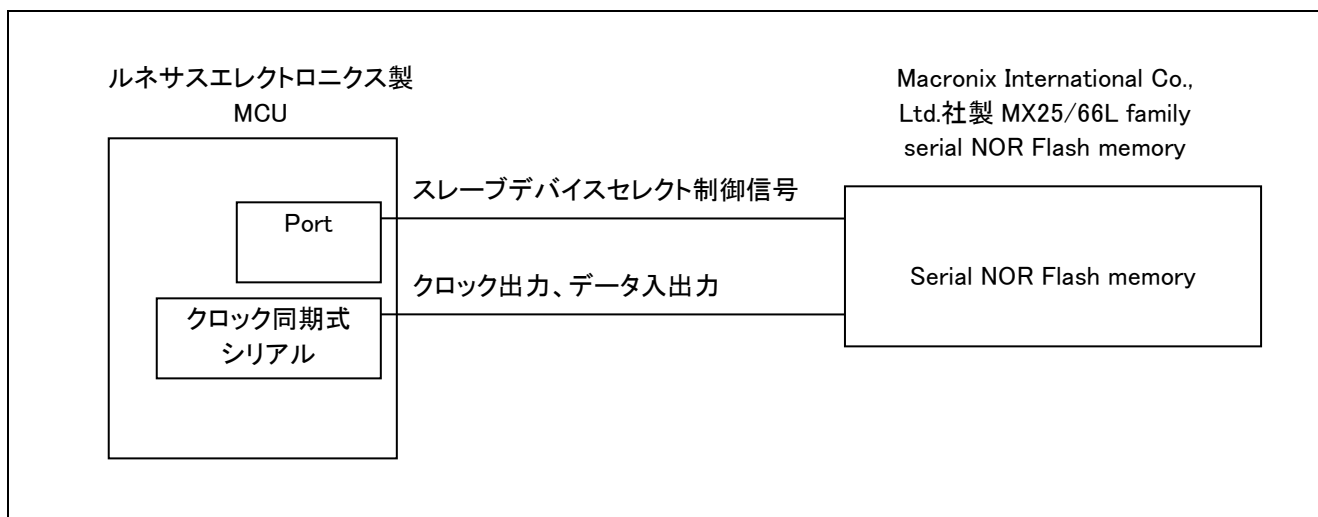 ルネサスエレクトロニクス製
MCU
Macronix International Co.,
Ltd.社製 MX25/66L family
serial NOR Flash memory
スレーブデバイスセレクト制御信号
Port
クロック出力、データ入出力
Serial NOR Flash memory
クロック同期式
シリアル